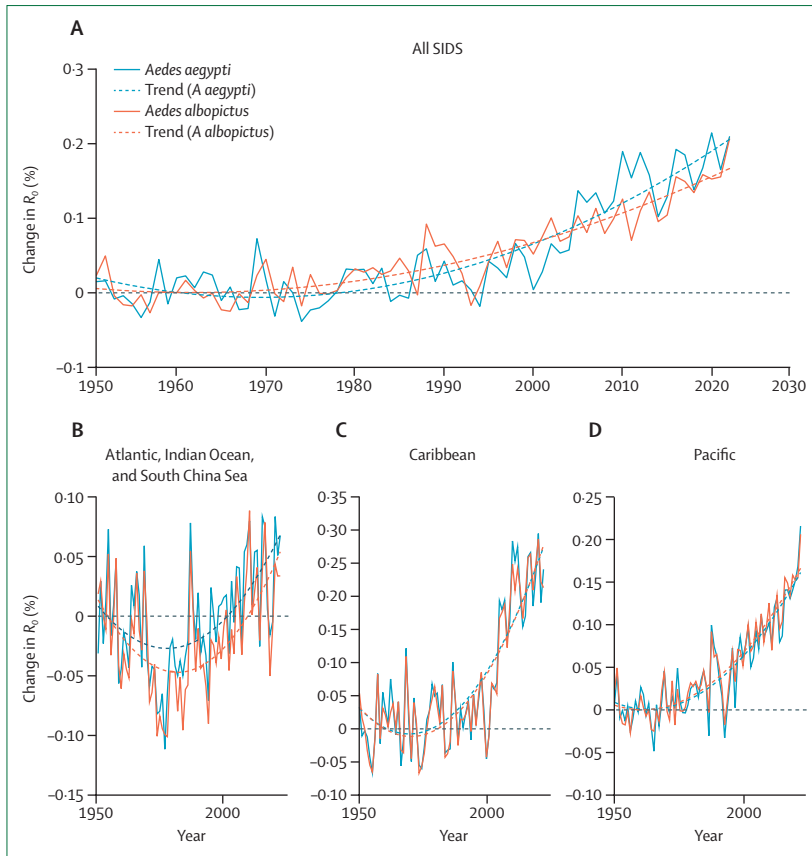 A
All SIDS
Aedes aegypti
Trend (A aegypti)
Aedes albopictus
Trend (A albopictus)
Change in R0 (%)
0·3
0·2
0·1
0
–0·1
1950 1960 1970 1980 1990 2000 2010 2020 2030
B
Atlantic, Indian Ocean,
and South China Sea
Change in R0 (%)
0·10
0·05
0
–0·05
–0·10
–0·15
1950 2000
Year
C
Caribbean
0·35
0·30
0·25
0·20
0·15
0·10
0·05
0
–0·05
–0·10
1950 2000
Year
D
Pacific
0·25
0·20
0·15
0·10
0·05
0
–0·05
–0·10
1950 2000
Year